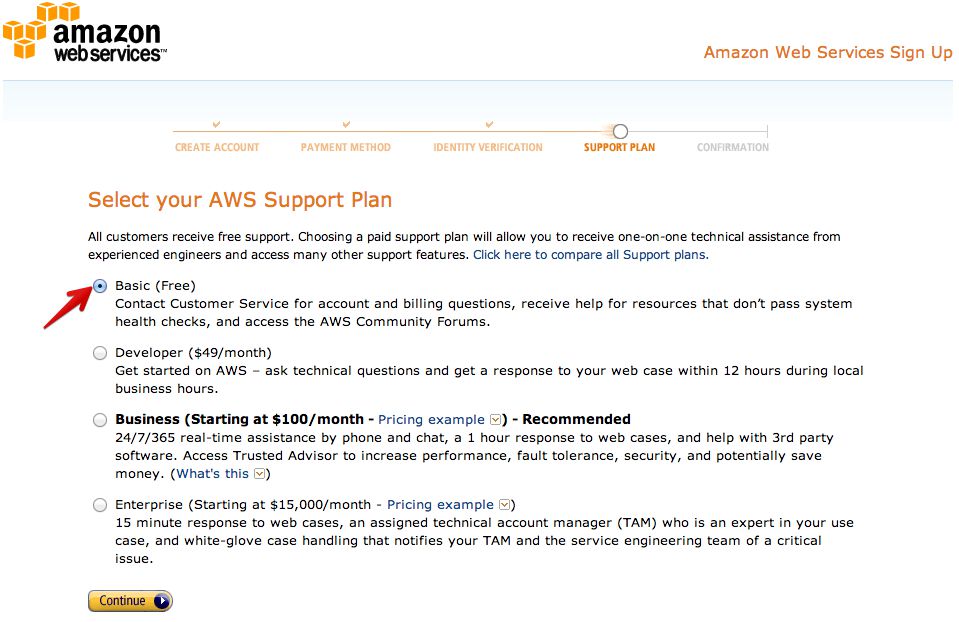 amazon
web services™
Amazon Web Services Sign Up
CREATE ACCOUNT
PAYMENT METHOD
IDENTITY VERIFICATION
SUPPORT PLAN
CONFIRMATION
Select your AWS Support Plan
All customers receive free support. Choosing a paid support plan will allow you to receive one-on-one technical assistance from
experienced engineers and access many other support features. Click here to compare all Support plans.
Basic (Free)
Contact Customer Service for account and billing questions, receive help for resources that don’t pass system
health checks, and access the AWS Community Forums.
Developer ($49/month)
Get started on AWS – ask technical questions and get a response to your web case within 12 hours during local
business hours.
Business (Starting at $100/month - Pricing example) - Recommended
24/7/365 real-time assistance by phone and chat, a 1 hour response to web cases, and help with 3rd party
software. Access Trusted Advisor to increase performance, fault tolerance, security, and potentially save
money. (What's this)
Enterprise (Starting at $15,000/month - Pricing example)
15 minute response to web cases, an assigned technical account manager (TAM) who is an expert in your use
case, and white-glove case handling that notifies your TAM and the service engineering team of a critical
issue.
Continue